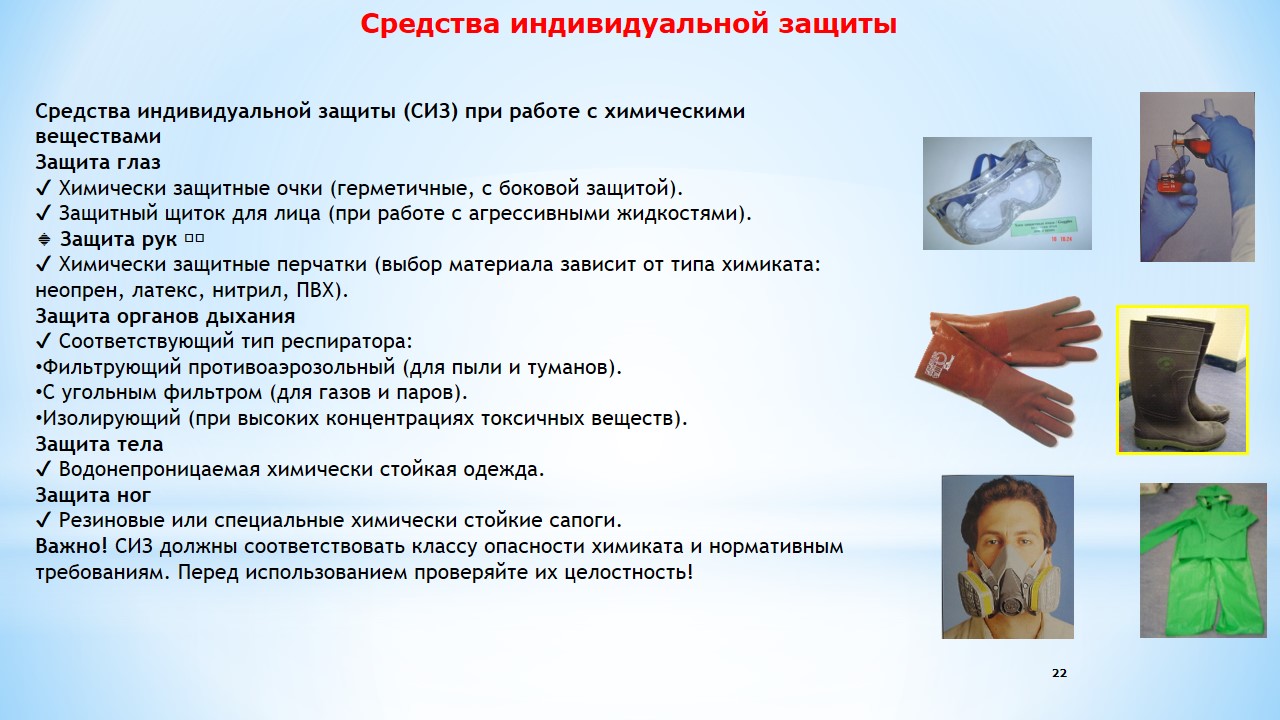 Средства индивидуальной защиты
Средства индивидуальной защиты (СИЗ) при работе с химическими
веществами
Защита глаз
✓ Химически защитные очки (герметичные, с боковой защитой).
✓ Защитный щиток для лица (при работе с агрессивными жидкостями).
Защита рук
✓ Химически защитные перчатки (выбор материала зависит от типа химиката:
неопрен, латекс, нитрил, ПВХ).
Защита органов дыхания
✓ Соответствующий тип респиратора:
•Фильтрующий противоаэрозольный (для пыли и туманов).
•С угольным фильтром (для газов и паров).
•Изолирующий (при высоких концентрациях токсичных веществ).
Защита тела
✓ Водонепроницаемая химически стойкая одежда.
Защита ног
✓ Резиновые или специальные химически стойкие сапоги.
Важно! СИЗ должны соответствовать классу опасности химиката и нормативным
требованиям. Перед использованием проверяйте их целостность!
22